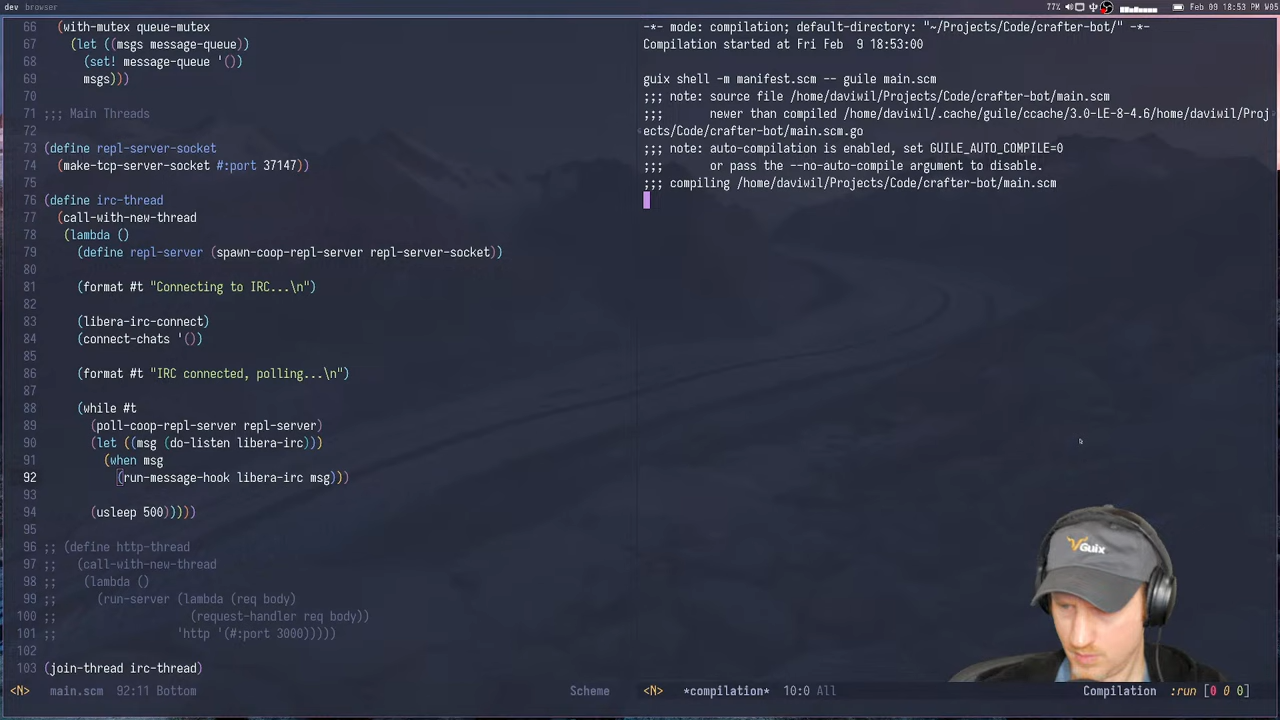 dev browser
77%
Feb 09 18:53 PM W05
66 (with-mutex queue-mutex
67 (let ((msgs message-queue))
68 (set! message-queue '())
69 msgs)))
70
71 ;;; Main Threads
72
73 (define repl-server-socket
74 (make-tcp-server-socket #:port 37147))
75
76 (define irc-thread
77 (call-with-new-thread
78 (lambda ()
79 (define repl-server (spawn-coop-repl-server repl-server-socket))
80
81 (format #t "Connecting to IRC...\n")
82
83 (libera-irc-connect)
84 (connect-chats '())
85
86 (format #t "IRC connected, polling...\n")
87
88 (while #t
89 (poll-coop-repl-server repl-server)
90 (let ((msg (do-listen libera-irc)))
91 (when msg
92 (run-message-hook libera-irc msg)))
93
94 (usleep 500)))))
95
96 ;; (define http-thread
97 ;; (call-with-new-thread
98 ;; (lambda ()
99 ;; (run-server (lambda (req body)
100 ;; (request-handler req body))
101 ;; 'http '(#:port 3000)))))
102
103 (join-thread irc-thread)
<N> main.scm 92:11 Bottom Scheme
-*- mode: compilation; default-directory: "~/Projects/Code/crafter-bot/" -*-
Compilation started at Fri Feb  9 18:53:00
guix shell -m manifest.scm -- guile main.scm
;;; note: source file /home/daviwil/Projects/Code/crafter-bot/main.scm
;;; newer than compiled /home/daviwil/.cache/guile/ccache/3.0-LE-8-4.6/home/daviwil/Proj
ects/Code/crafter-bot/main.scm.go
;;; note: auto-compilation is enabled, set GUILE_AUTO_COMPILE=0
;;; or pass the --no-auto-compile argument to disable.
;;; compiling /home/daviwil/Projects/Code/crafter-bot/main.scm
<N> *compilation* 10:0 All Compilation :run [0 0 0]
Guix